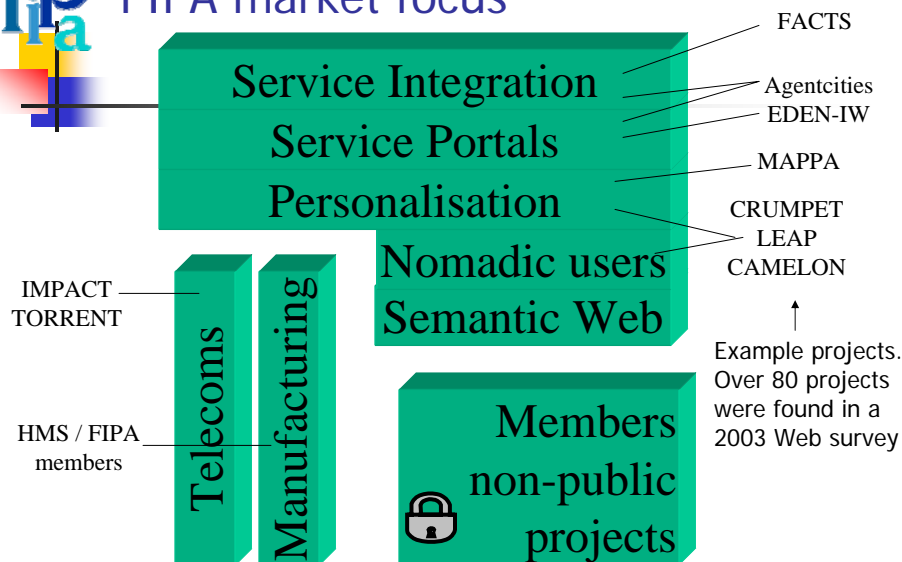 fipa
FIPA market focus
FACTS
Service Integration
Agentcities
EDEN-IW
Service Portals
MAPPA
Personalisation
CRUMPET
LEAP
CAMELON
Nomadic users
Semantic Web
IMPACT
TORRENT
Telecoms
Manufacturing
HMS / FIPA
members
Example projects.
Over 80 projects
were found in a
2003 Web survey
Members
non-public
projects